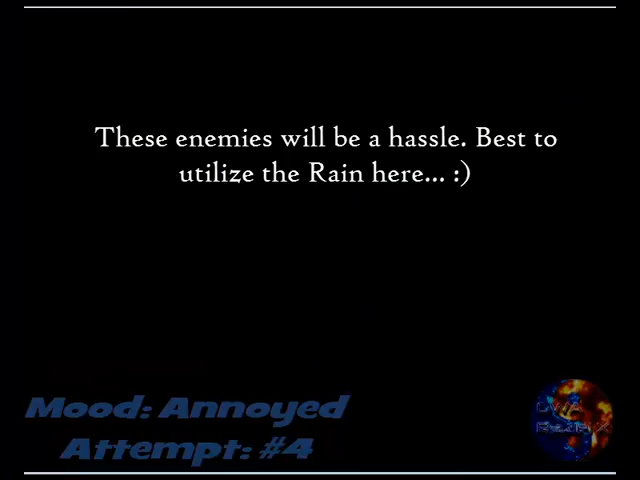 These enemies will be a hassle. Best to
utilize the Rain here... :)
Mood: Annoyed
Attempt: #4